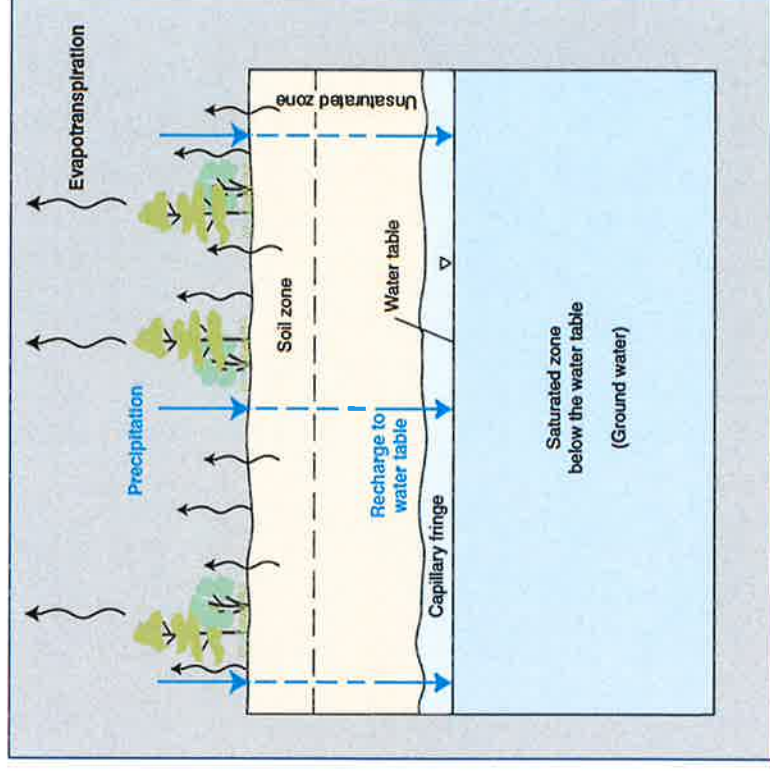 Evapotranspiration
Precipitation
Soil zone
Unsaturated zone
Recharge to
water table
Water table
Capillary fringe
Saturated zone
below the water table
(Ground water)